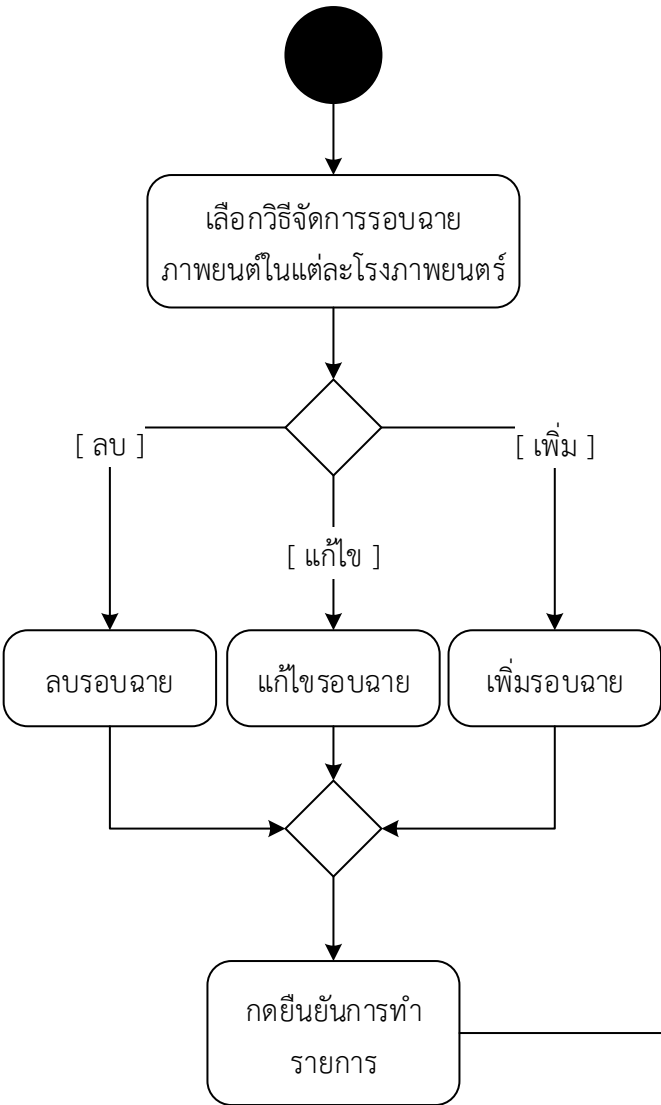 เลือกวิธีจัดการรอบฉาย
ภาพยนต์ในแต่ละโรงภาพยนตร์
[ ลบ ]
[ เพิ่ม ]
[ แก้ไข ]
ลบรอบฉาย
แก้ไขรอบฉาย
เพิ่มรอบฉาย
กดยืนยันการทำ
รายการ